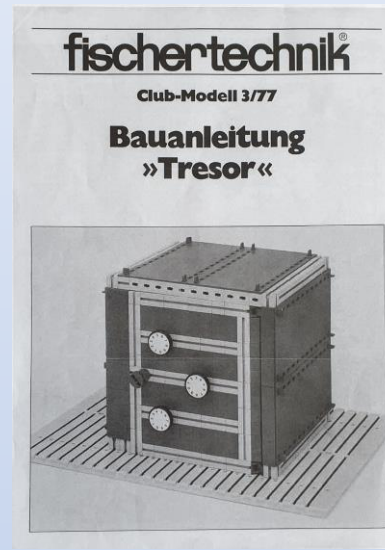 fischertechnik®
Club-Modell 3/77
Bauanleitung
»Tresor«